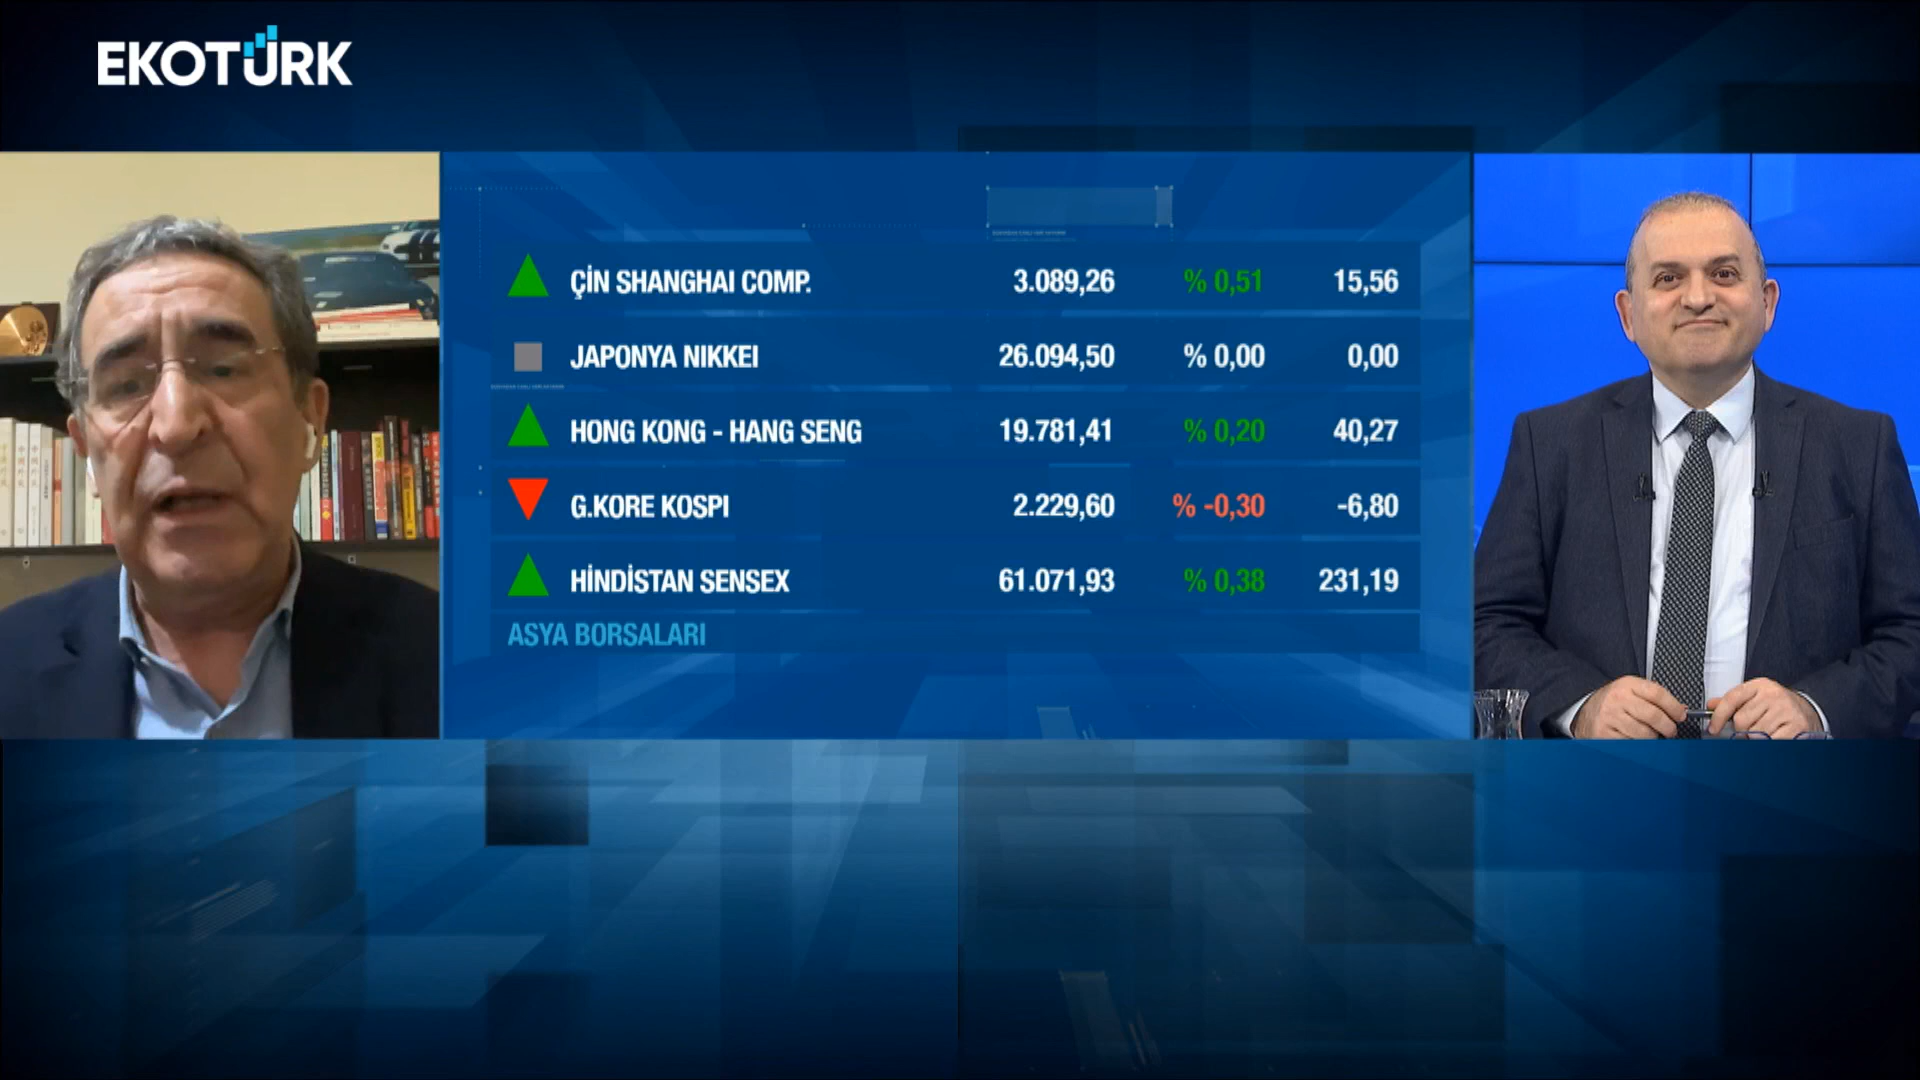 EKOTÜRK
ÇİN SHANGHAI COMP. 3.089,26 % 0,51 15,56
JAPONYA NIKKEI 26.094,50 % 0,00 0,00
HONG KONG - HANG SENG 19.781,41 % 0,20 40,27
G.KORE KOSPI 2.229,60 % -0,30 -6,80
HİNDİSTAN SENSEX 61.071,93 % 0,38 231,19
ASYA BORSALARI